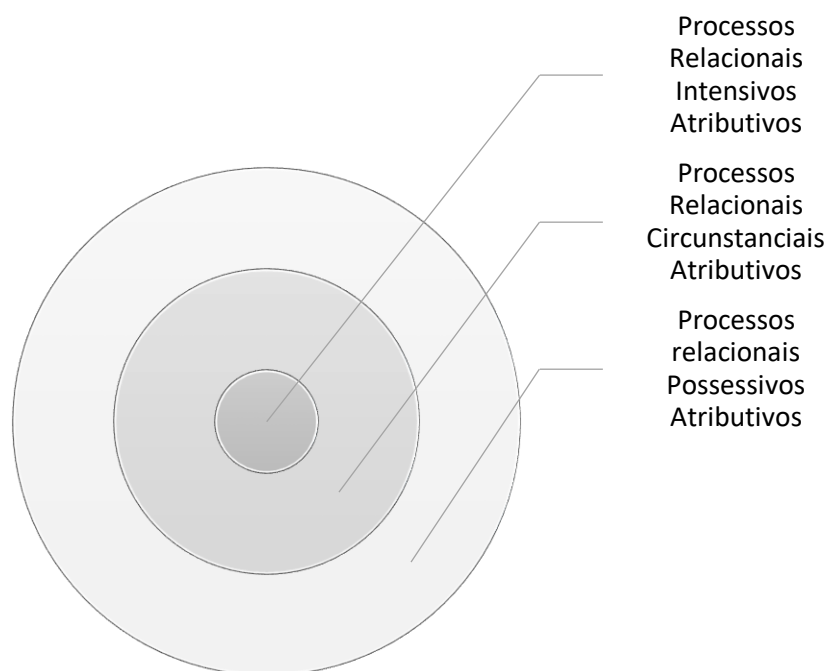 Processos
Relacionais
Intensivos
Atributivos
Processos
Relacionais
Circunstanciais
Atributivos
Processos
relacionais
Possessivos
Atributivos